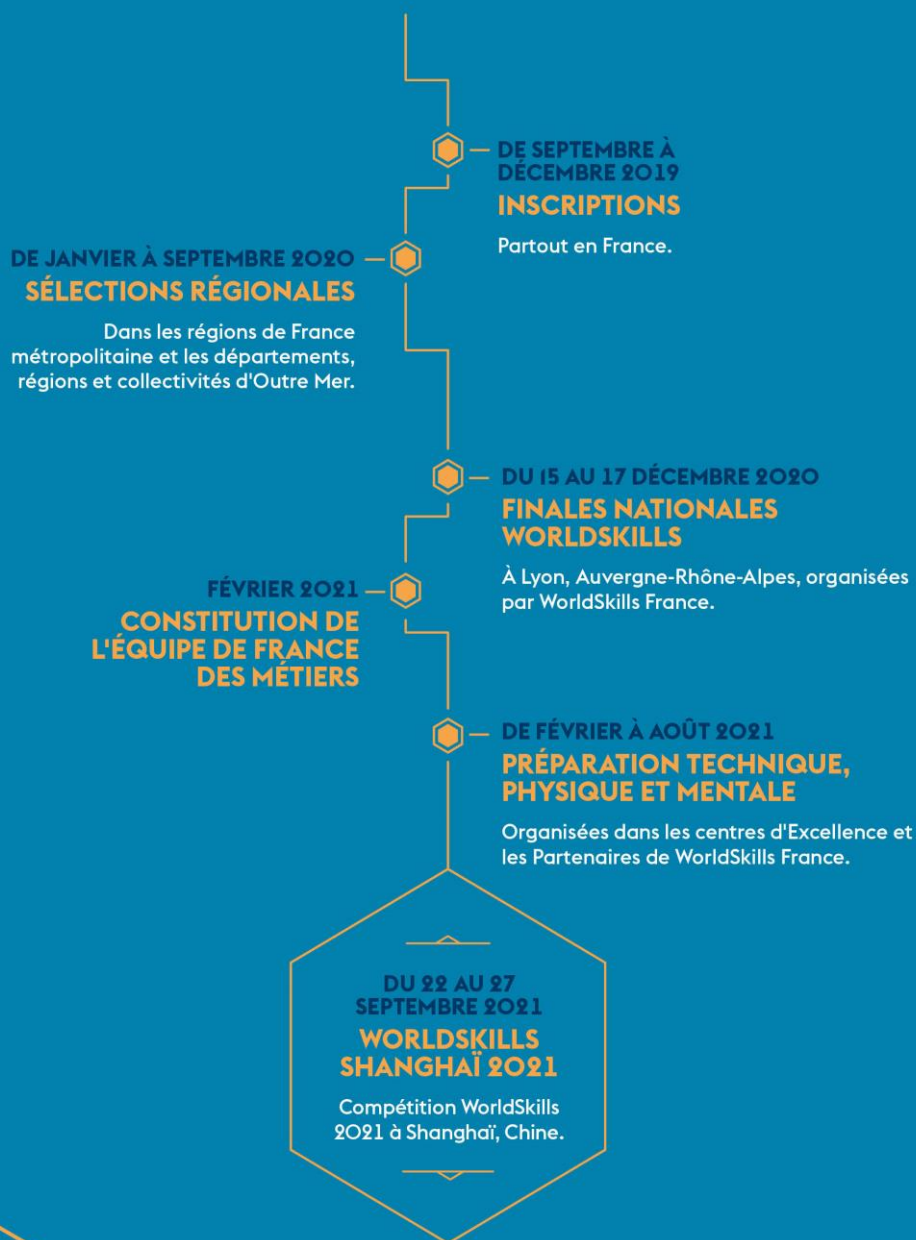 DE SEPTEMBRE À
DÉCEMBRE 2019
INSCRIPTIONS
Partout en France.
DE JANVIER À SEPTEMBRE 2020
SÉLECTIONS RÉGIONALES
Dans les régions de France
métropolitaine et les départements,
régions et collectivités d'Outre Mer.
DU 15 AU 17 DÉCEMBRE 2020
FINALES NATIONALES
WORLDSKILLS
À Lyon, Auvergne-Rhône-Alpes, organisées
par WorldSkills France.
FÉVRIER 2021
CONSTITUTION DE
L'ÉQUIPE DE FRANCE
DES MÉTIERS
DE FÉVRIER À AOÛT 2021
PRÉPARATION TECHNIQUE,
PHYSIQUE ET MENTALE
Organisées dans les centres d'Excellence et
les Partenaires de WorldSkills France.
DU 22 AU 27
SEPTEMBRE 2021
WORLDSKILLS
SHANGHAÏ 2021
Compétition WorldSkills
2021 à Shanghaï, Chine.